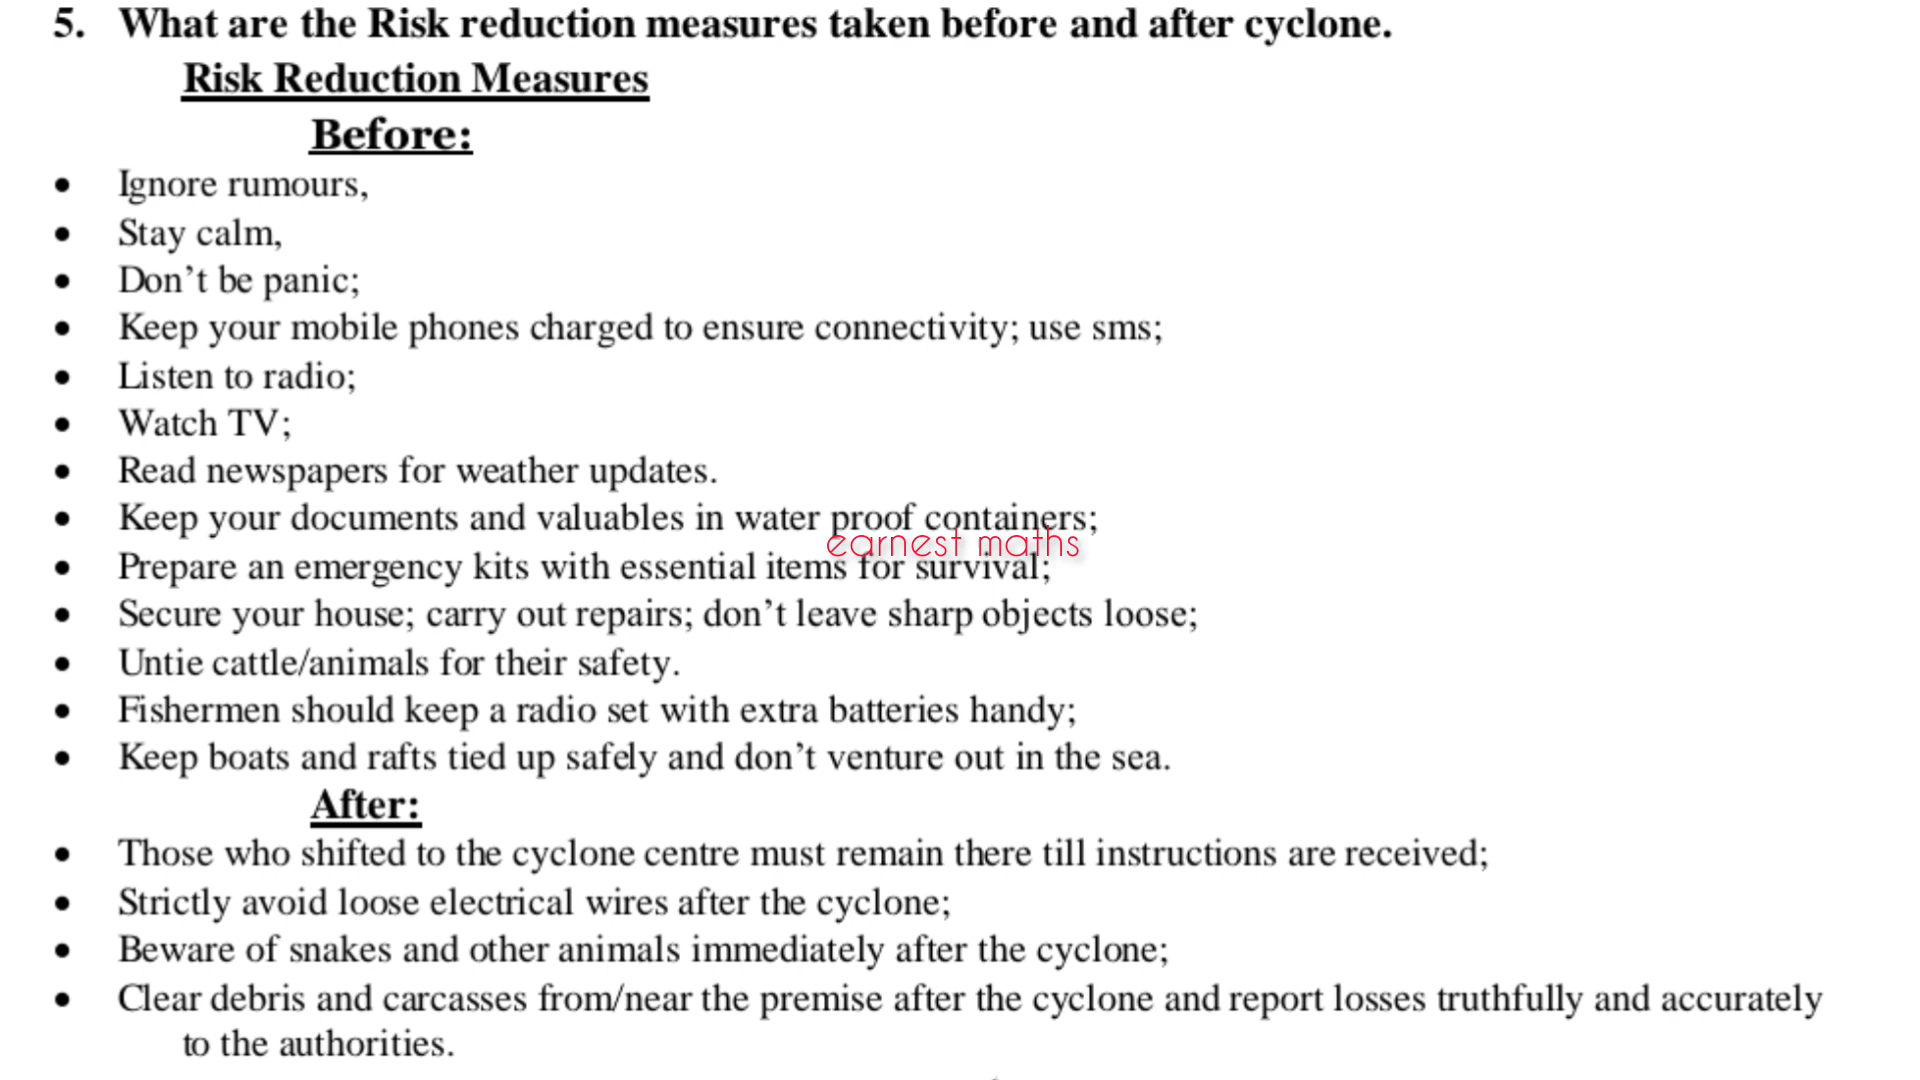 5. What are the Risk reduction measures taken before and after cyclone.
Risk Reduction Measures
Before:
• Ignore rumours,
• Stay calm,
• Don’t be panic;
• Keep your mobile phones charged to ensure connectivity; use sms;
• Listen to radio;
• Watch TV;
• Read newspapers for weather updates.
• Keep your documents and valuables in water proof containers;
earnest maths
• Prepare an emergency kits with essential items for survival;
• Secure your house; carry out repairs; don’t leave sharp objects loose;
• Untie cattle/animals for their safety.
• Fishermen should keep a radio set with extra batteries handy;
• Keep boats and rafts tied up safely and don’t venture out in the sea.
After:
• Those who shifted to the cyclone centre must remain there till instructions are received;
• Strictly avoid loose electrical wires after the cyclone;
• Beware of snakes and other animals immediately after the cyclone;
• Clear debris and carcasses from/near the premise after the cyclone and report losses truthfully and accurately
to the authorities.